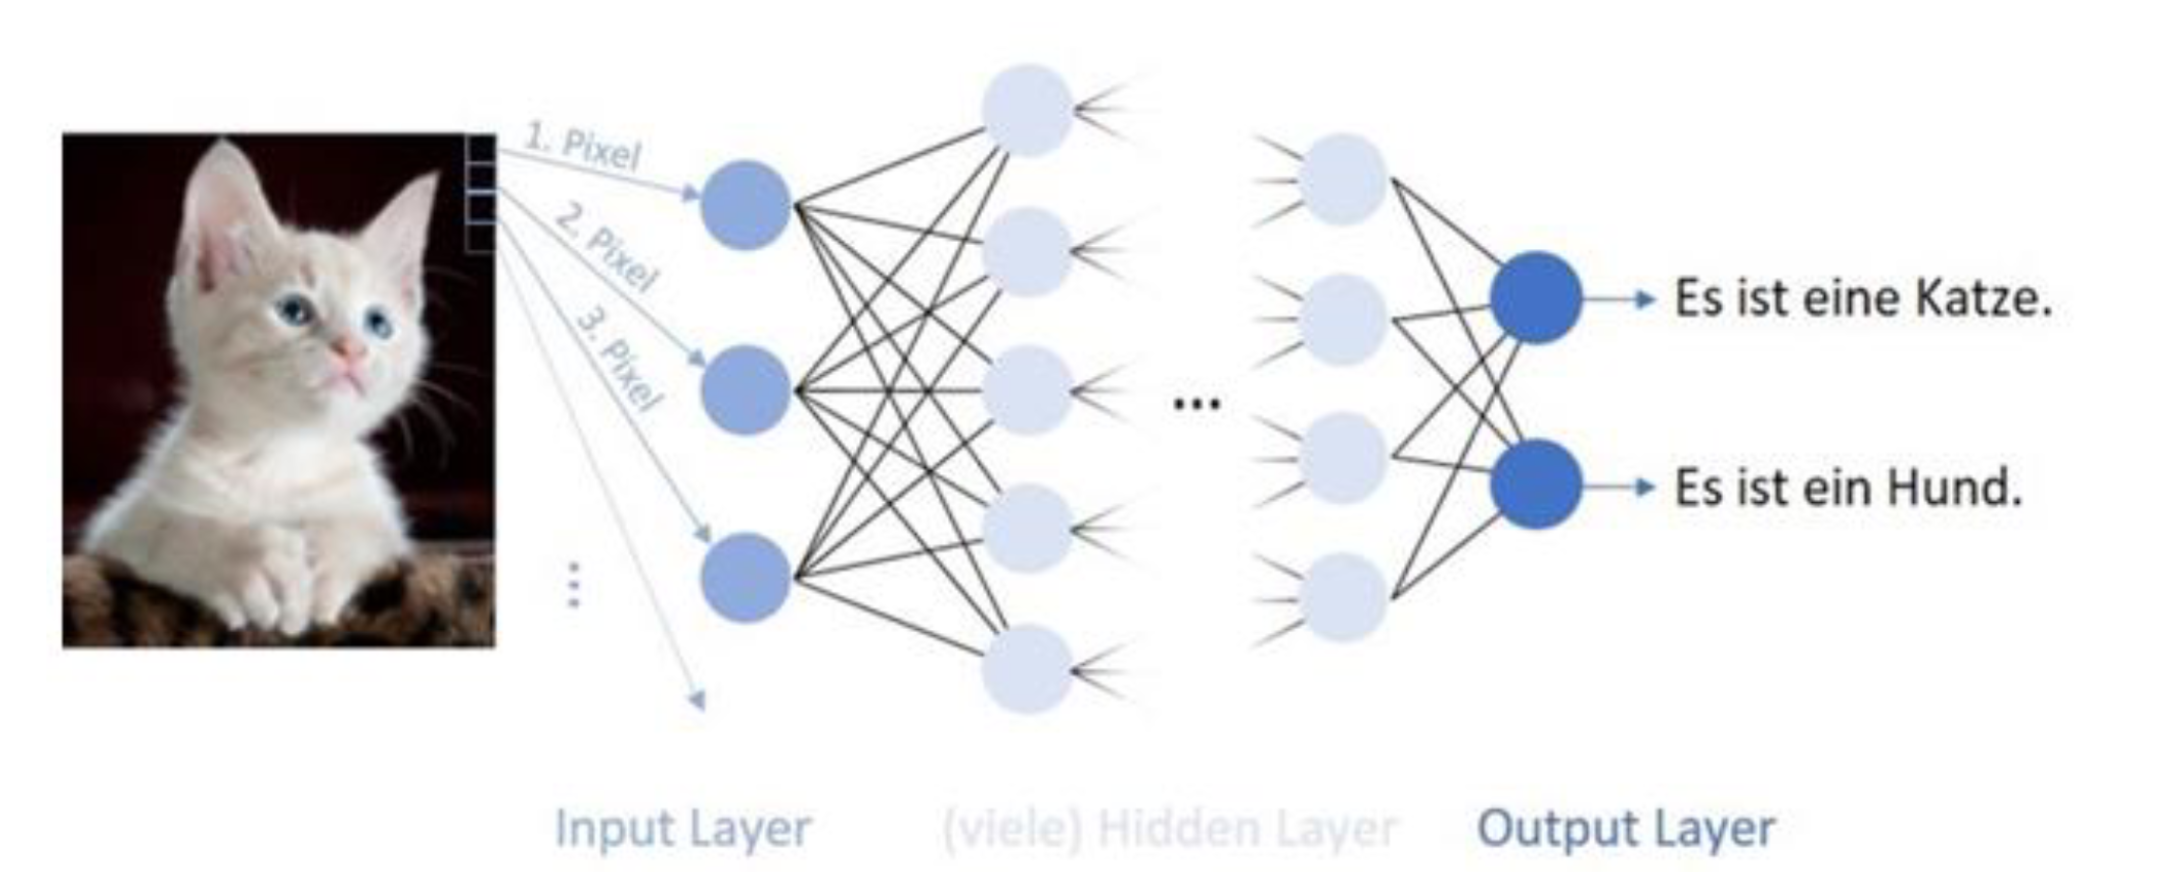 1. Pixel
2. Pixel
3. Pixel
...
...
Es ist eine Katze.
Es ist ein Hund.
Input Layer
(viele) Hidden Layer
Output Layer